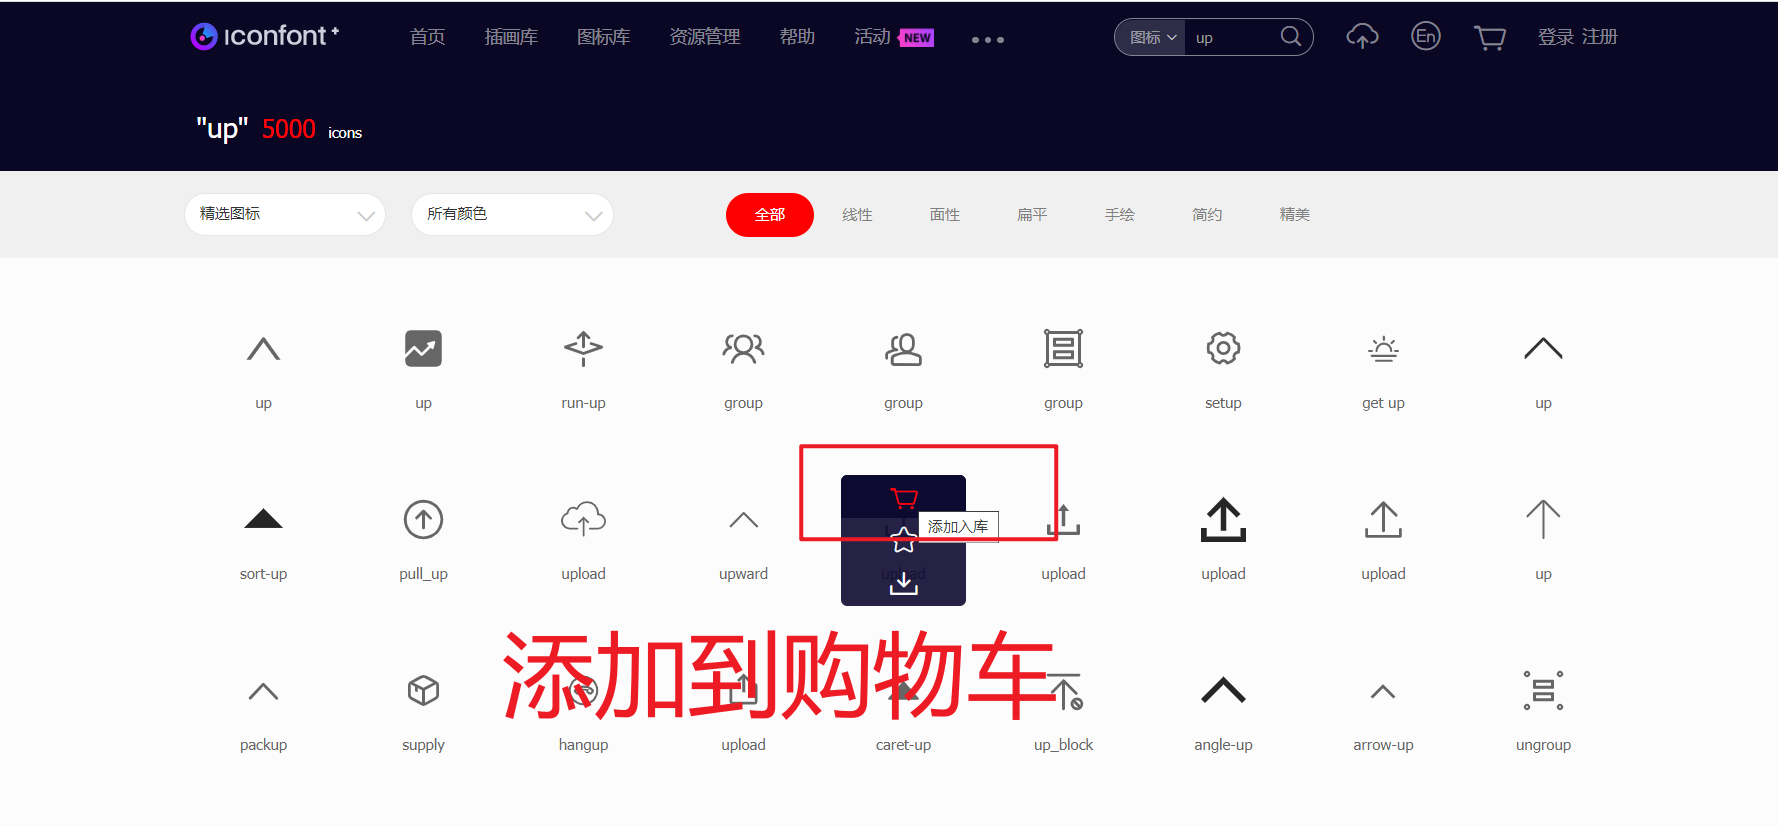 iconfont+ 首页 插画库 图标库 资源管理 帮助 活动 NEW ••• 图标 up En 登录 注册
"up" 5000 icons
精选图标 所有颜色 全部 线性 面性 扁平 手绘 简约 精美
up up run-up group group group setup get up up
添加入库
sort-up pull_up upload upward upload upload upload upload up
添加到购物车
packup supply hangup upload caret-up up_block angle-up arrow-up ungroup